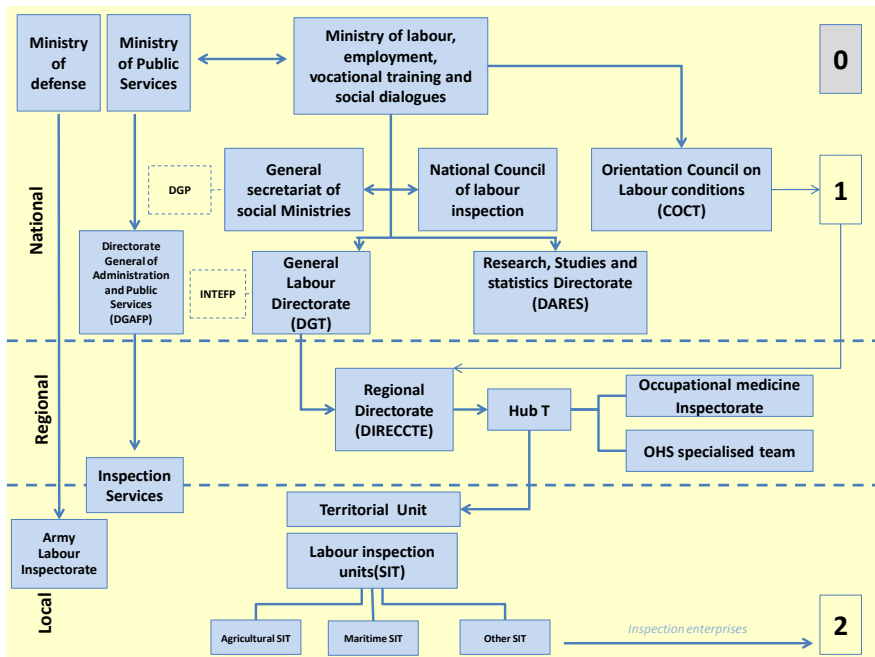 Ministry
of
defense
Ministry
of Public
Services
Ministry of labour,
employment,
vocational training and
social dialogues
0
National
DGP
General
secretariat of
social Ministries
National Council
of labour
inspection
Orientation Council on
Labour conditions
(COCT)
1
Directorate
General of
Administration
and Public
Services
(DGAFP)
INTEFP
General
Labour
Directorate
(DGT)
Research, Studies and
statistics Directorate
(DARES)
Regional
Regional
Directorate
(DIRECCTE)
Hub T
Occupational medicine
Inspectorate
OHS specialised team
Inspection
Services
Territorial Unit
Army
Labour
Inspectorate
Labour inspection
units(SIT)
Local
Agricultural SIT
Maritime SIT
Other SIT
Inspection enterprises
2